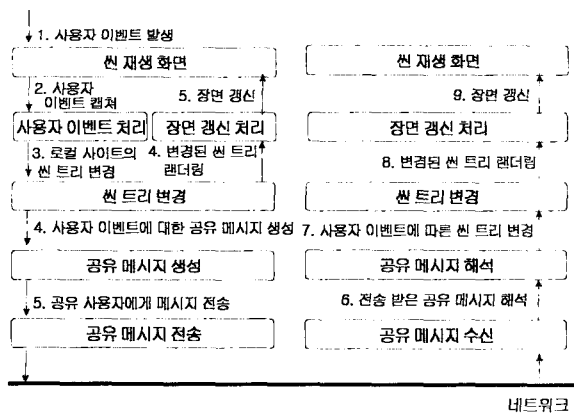 1. 사용자 이벤트 발생
씬 재생 화면
씬 재생 화면
2. 사용자
이벤트 캡쳐
5. 장면 갱신
9. 장면 갱신
사용자 이벤트 처리
장면 갱신 처리
장면 갱신 처리
3. 로컬 사이트의
씬 트리 변경
4. 변경된 씬 트리
랜더링
8. 변경된 씬 트리 랜더링
씬 트리 변경
씬 트리 변경
4. 사용자 이벤트에 대한 공유 메시지 생성
7. 사용자 이벤트에 따른 씬 트리 변경
공유 메시지 생성
공유 메시지 해석
5. 공유 사용자에게 메시지 전송
6. 전송 받은 공유 메시지 해석
공유 메시지 전송
공유 메시지 수신
네트워크